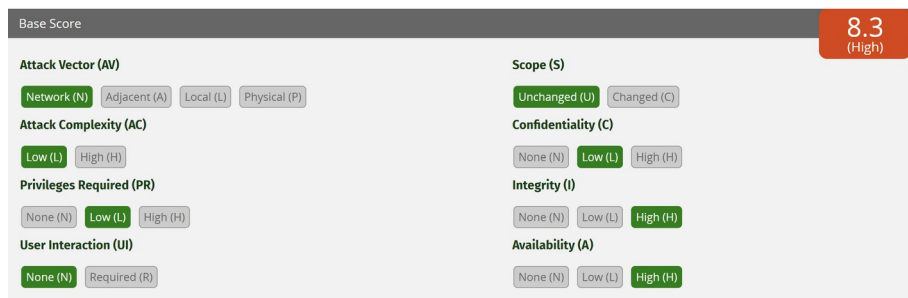 Base Score
8.3
(High)
Attack Vector (AV)
Network (N) Adjacent (A) Local (L) Physical (P)
Attack Complexity (AC)
Low (L) High (H)
Privileges Required (PR)
None (N) Low (L) High (H)
User Interaction (UI)
None (N) Required (R)
Scope (S)
Unchanged (U) Changed (C)
Confidentiality (C)
None (N) Low (L) High (H)
Integrity (I)
None (N) Low (L) High (H)
Availability (A)
None (N) Low (L) High (H)